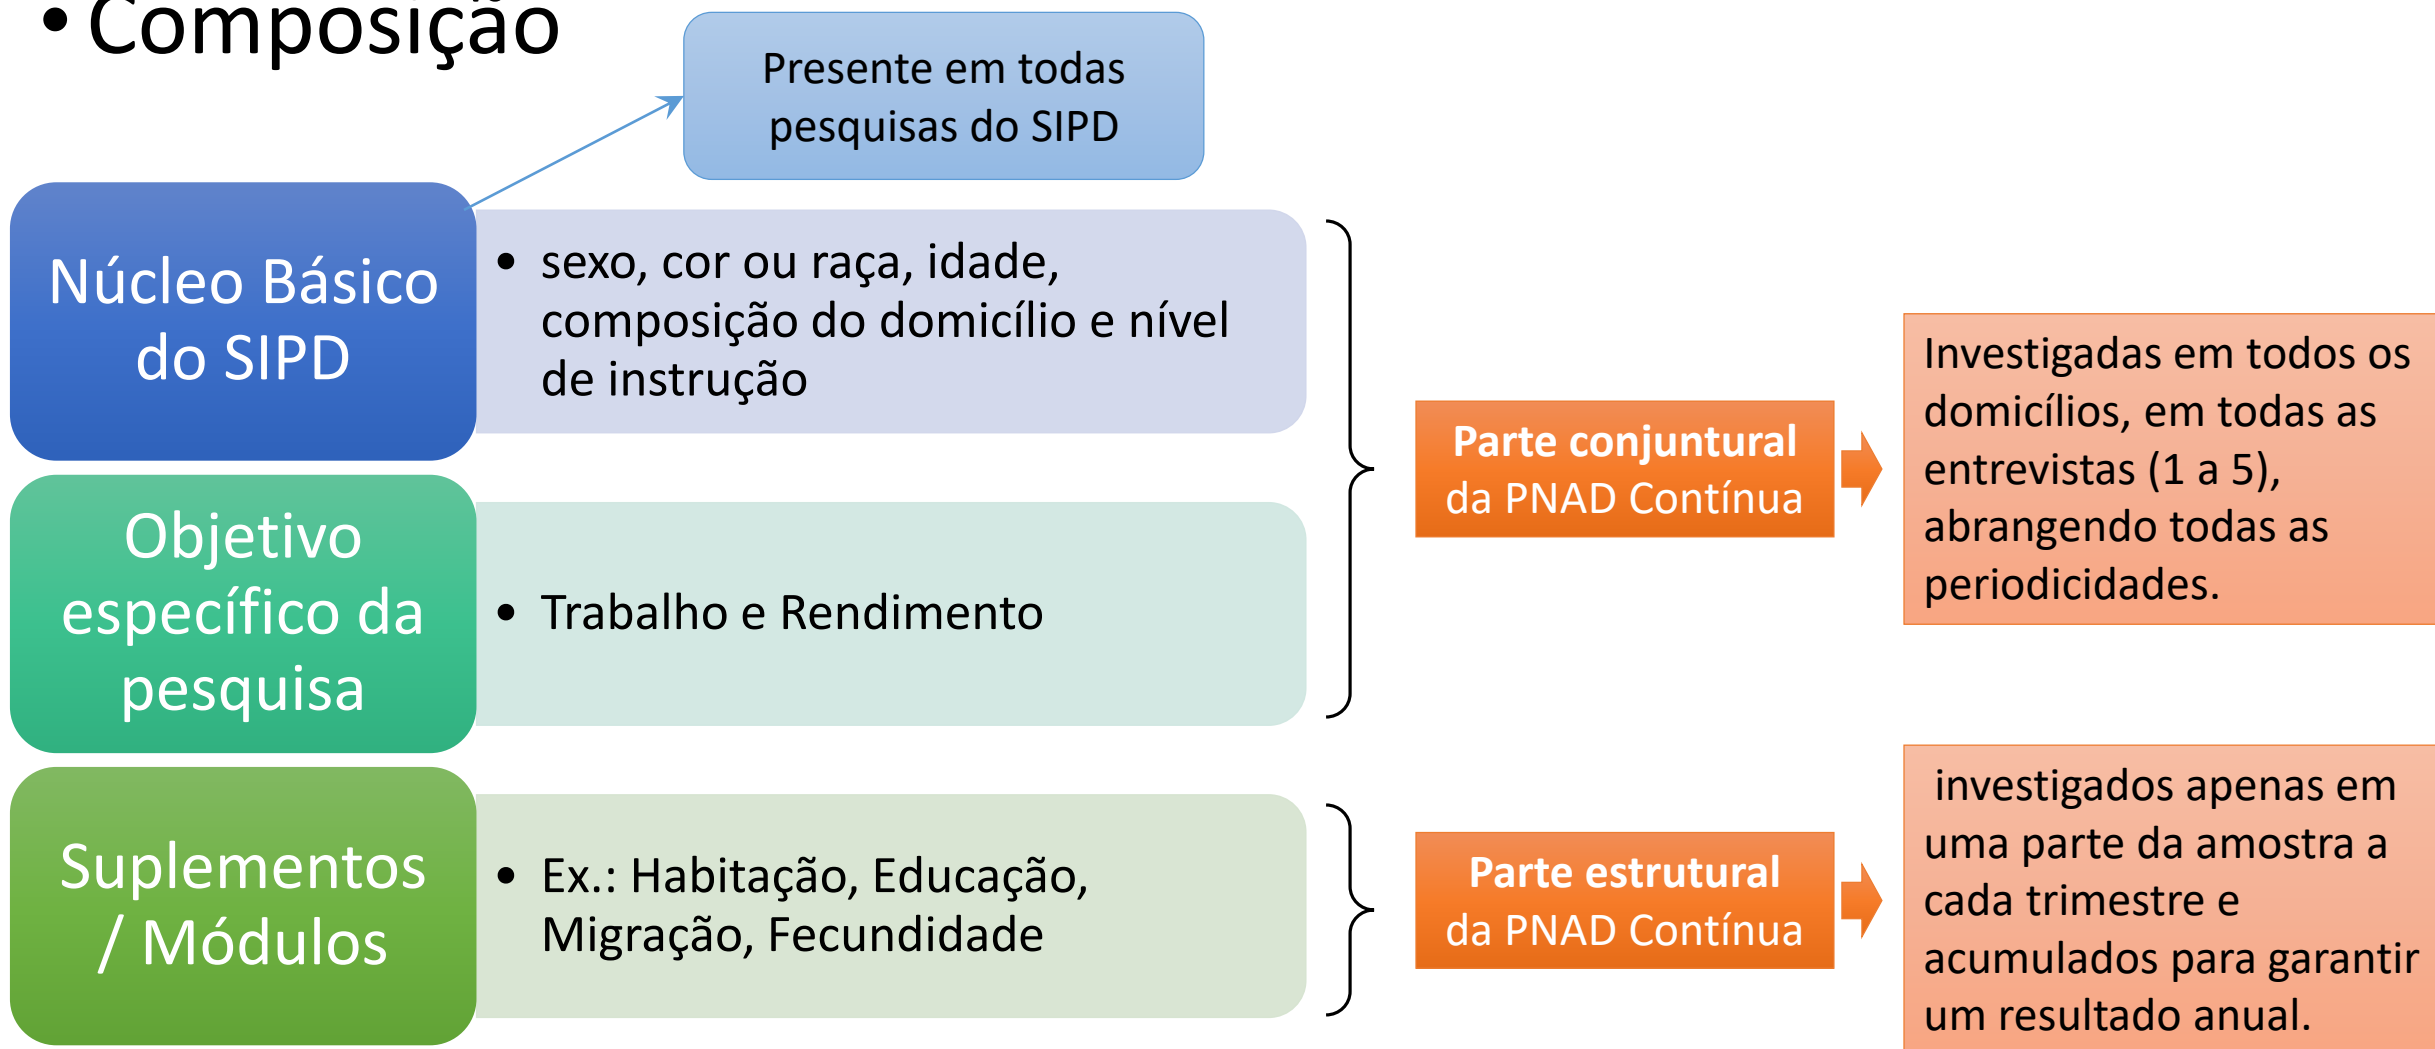 • Composição
Presente em todas
pesquisas do SIPD
Núcleo Básico
do SIPD
• sexo, cor ou raça, idade,
composição do domicílio e nível
de instrução
Objetivo
específico da
pesquisa
• Trabalho e Rendimento
Parte conjuntural
da PNAD Contínua
Investigadas em todos os
domicílios, em todas as
entrevistas (1 a 5),
abrangendo todas as
periodicidades.
Suplementos
/ Módulos
• Ex.: Habitação, Educação,
Migração, Fecundidade
Parte estrutural
da PNAD Contínua
investigados apenas em
uma parte da amostra a
cada trimestre e
acumulados para garantir
um resultado anual.